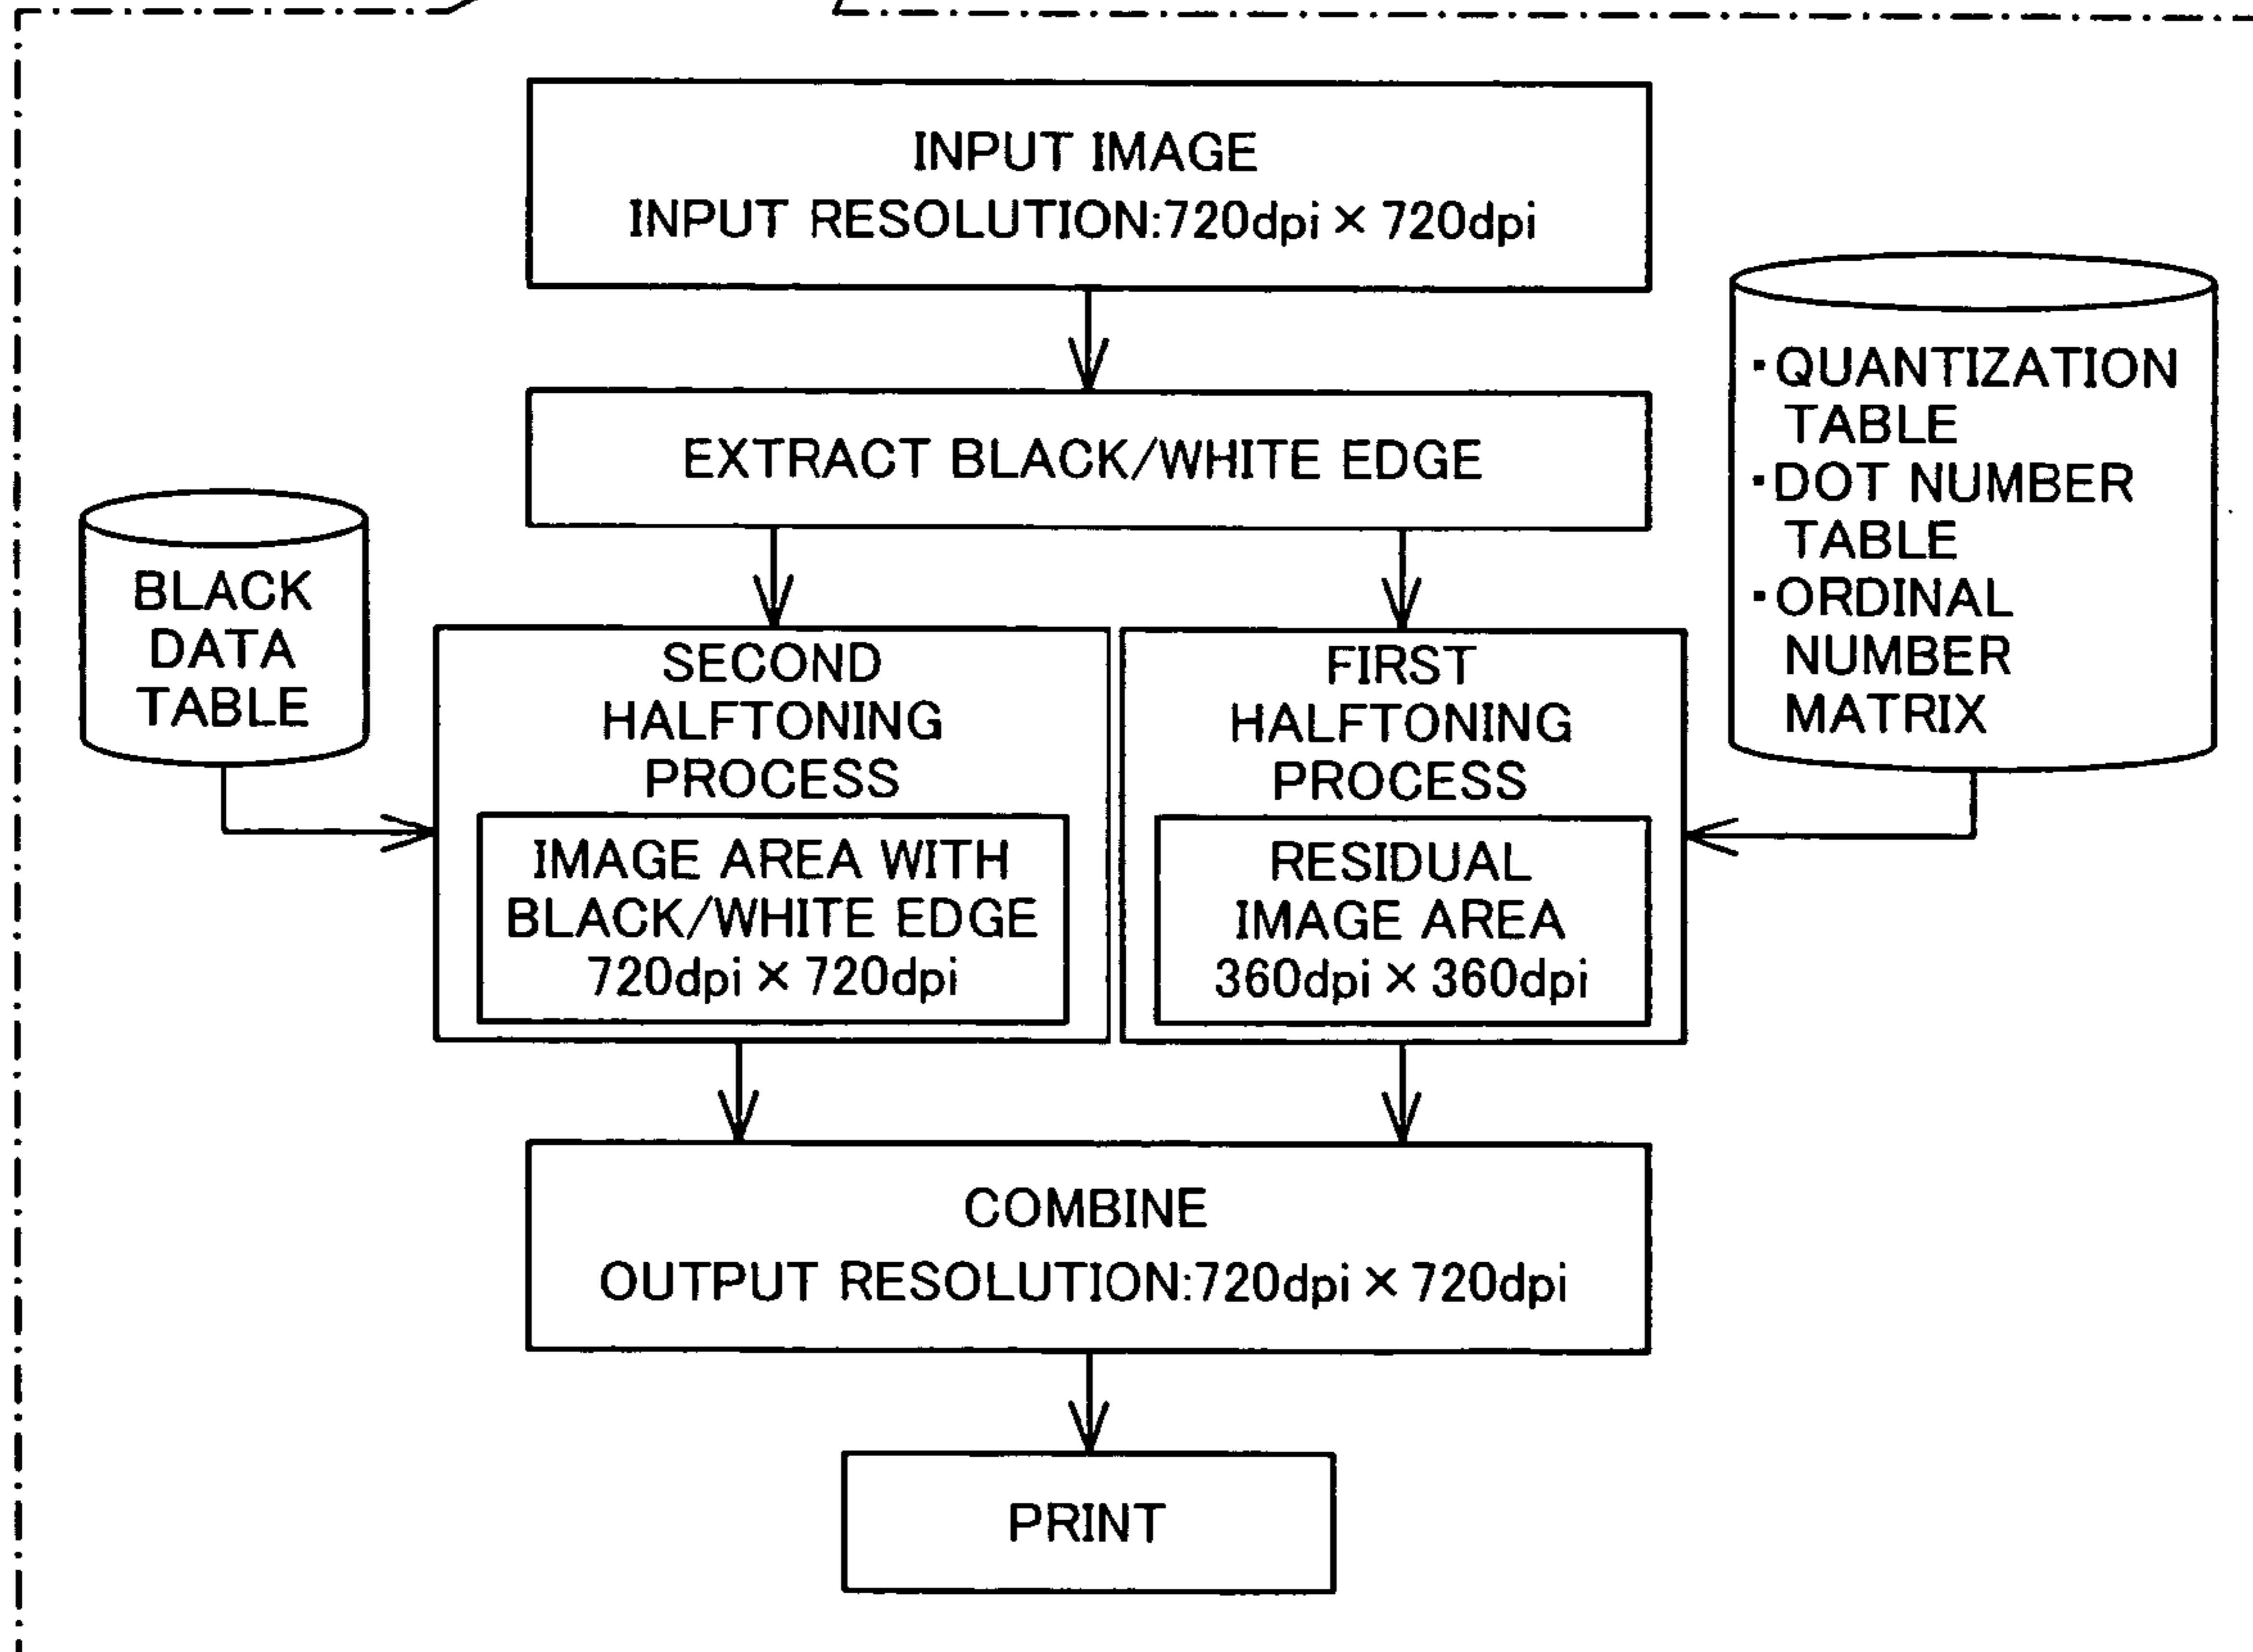 INPUT IMAGE
INPUT RESOLUTION:720dpi × 720dpi
EXTRACT BLACK/WHITE EDGE
BLACK
DATA
TABLE
・QUANTIZATION
TABLE
・DOT NUMBER
TABLE
・ORDINAL
NUMBER
MATRIX
SECOND
HALFTONING
PROCESS
IMAGE AREA WITH
BLACK/WHITE EDGE
720dpi × 720dpi
FIRST
HALFTONING
PROCESS
RESIDUAL
IMAGE AREA
360dpi × 360dpi
COMBINE
OUTPUT RESOLUTION:720dpi × 720dpi
PRINT